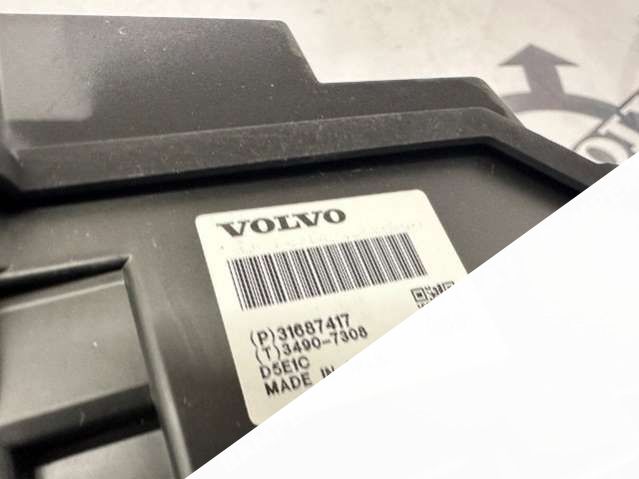 VOLVO
(P)31687417
(T)3490-7308
D5E1C
MADE IN